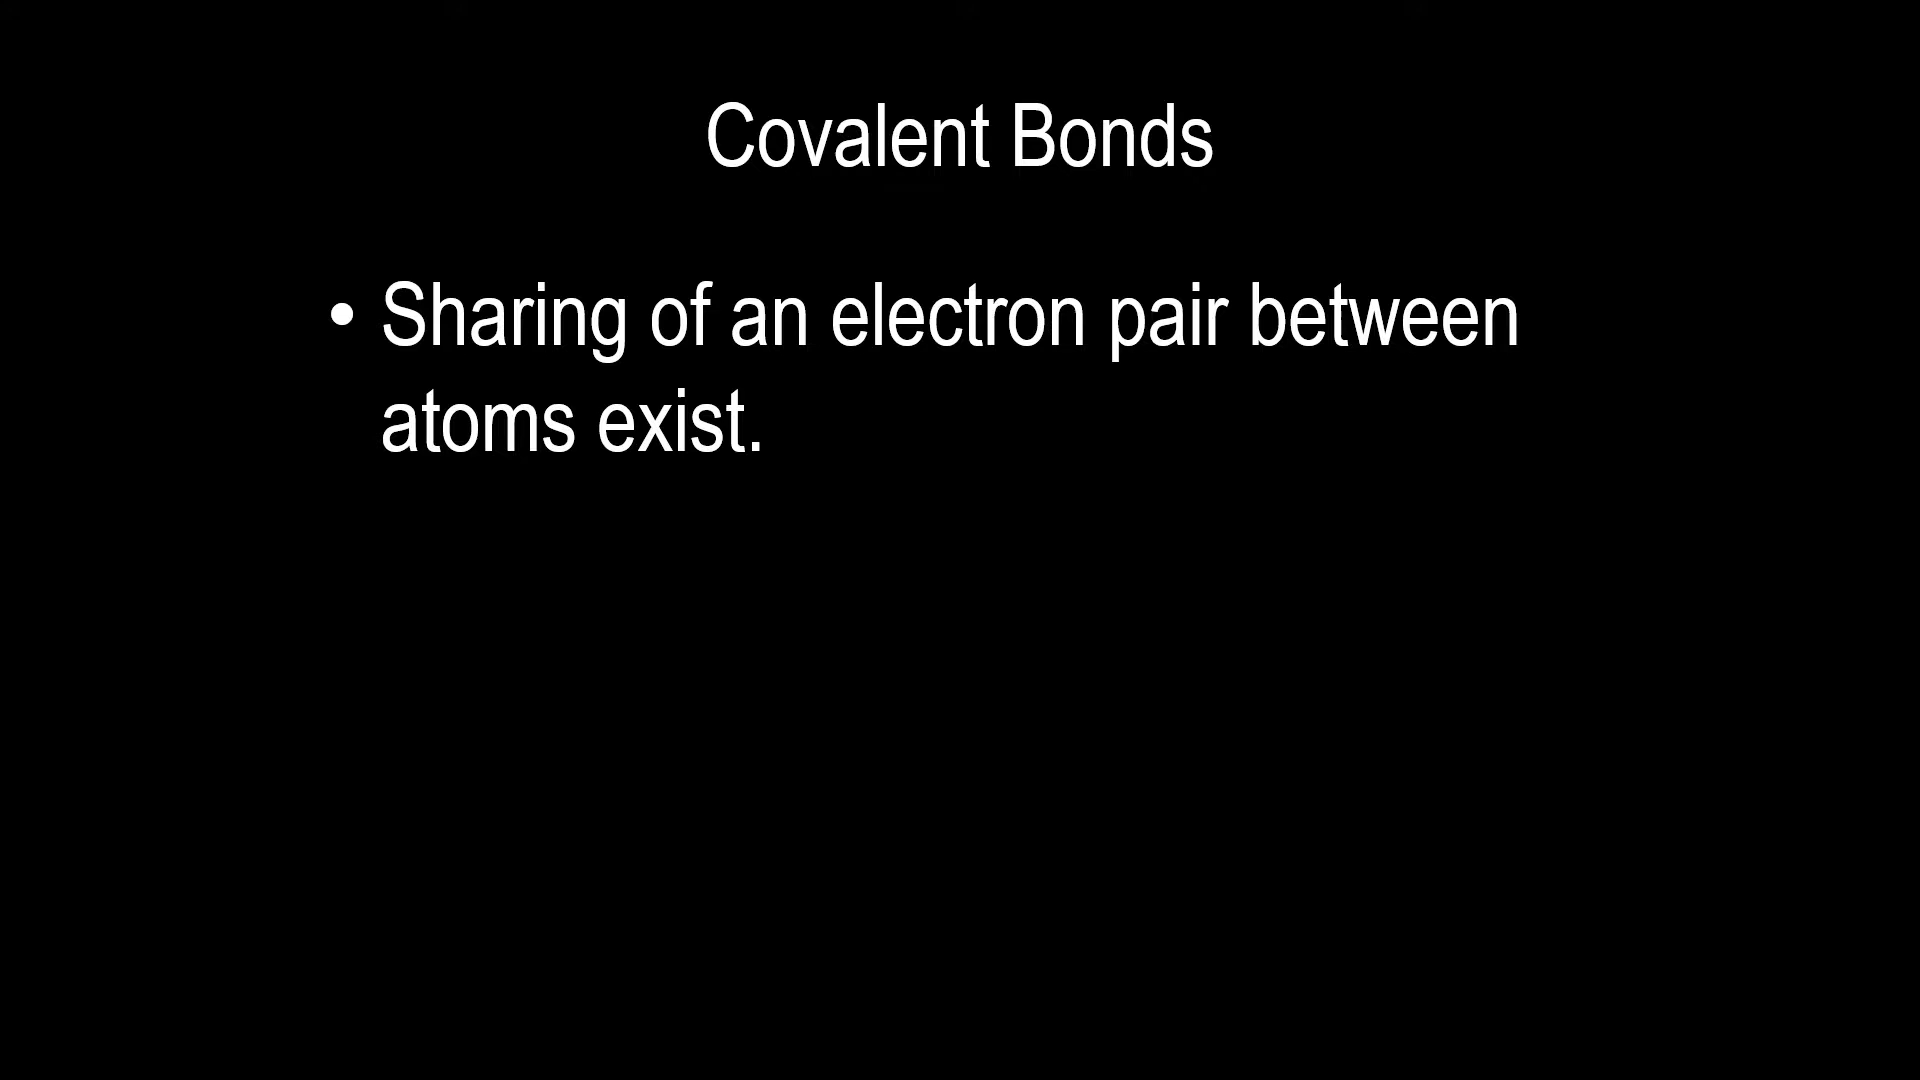 Covalent Bonds
• Sharing of an electron pair between
atoms exist.